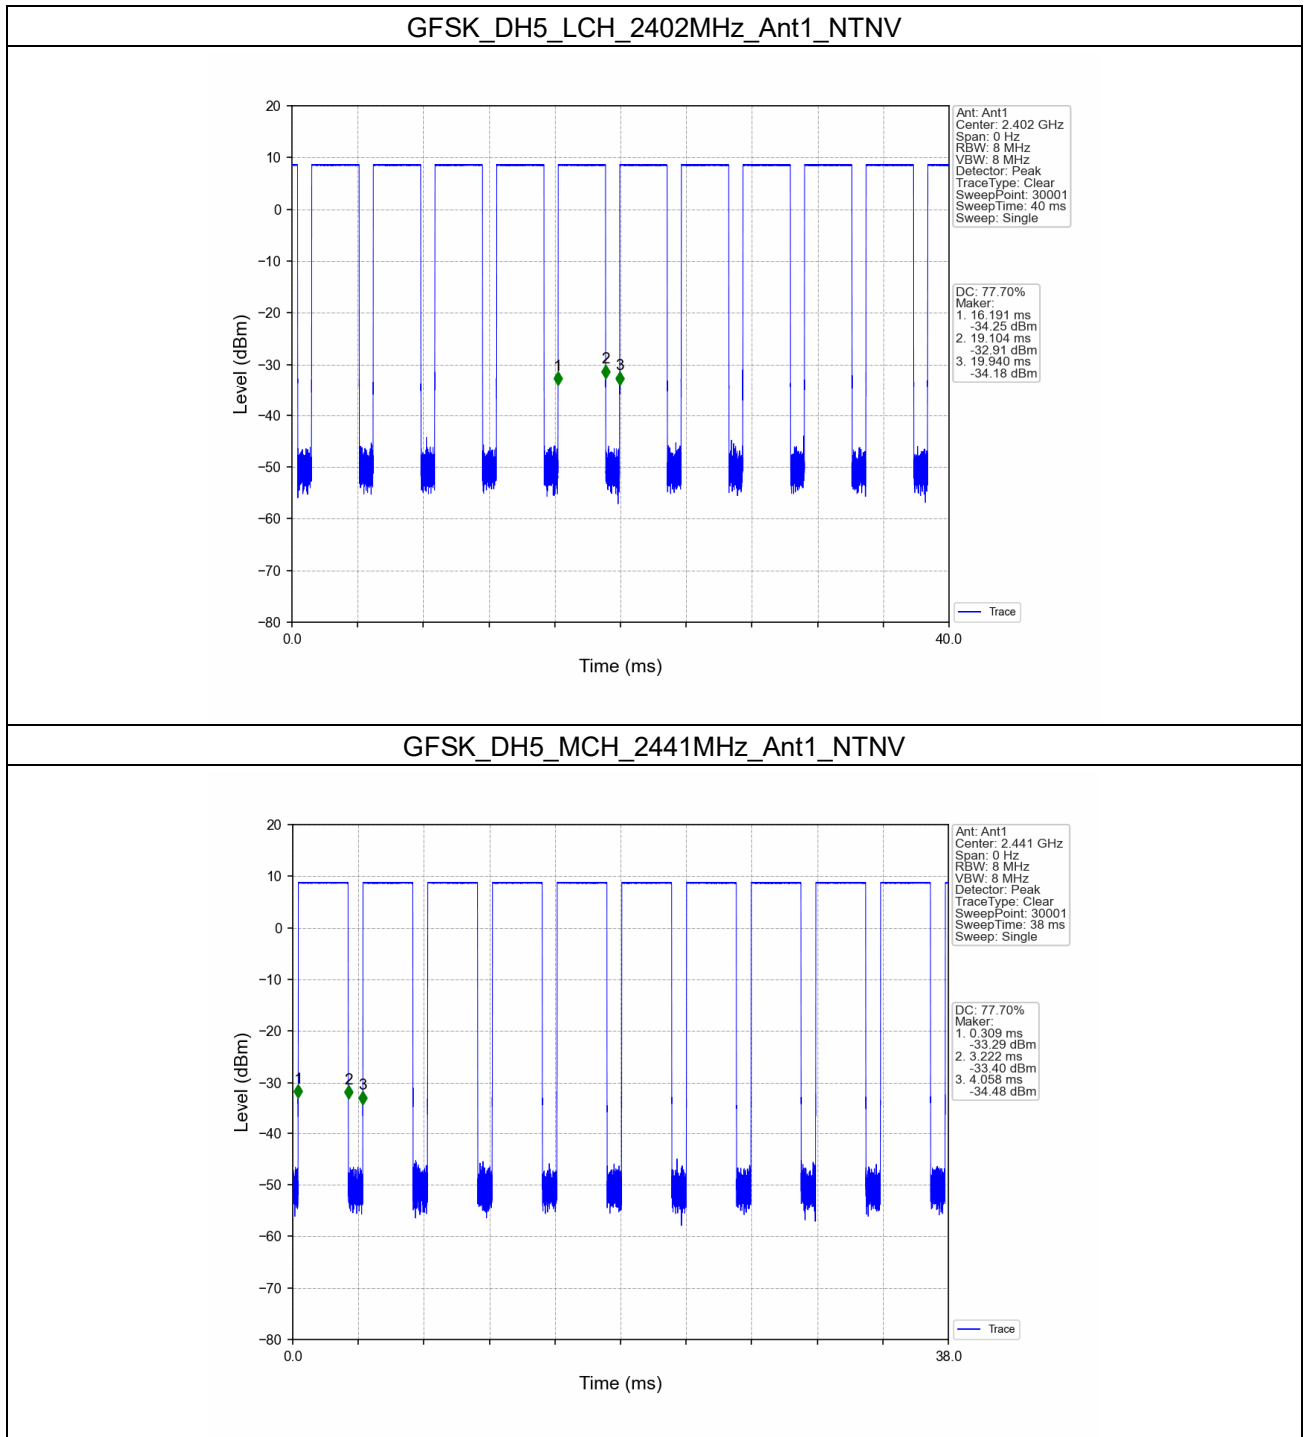 GFSK_DH5_LCH_2402MHz_Ant1_NTNV
20
10
0
−10
−20
−30
−40
−50
−60
−70
−80
Level (dBm)
0.0
40.0
Time (ms)
1
2
3
Ant: Ant1
Center: 2.402 GHz
Span: 0 Hz
RBW: 8 MHz
VBW: 8 MHz
Detector: Peak
TraceType: Clear
SweepPoint: 30001
SweepTime: 40 ms
Sweep: Single
DC: 77.70%
Maker:
1. 16.191 ms
-34.25 dBm
2. 19.104 ms
-32.91 dBm
3. 19.940 ms
-34.18 dBm
Trace
GFSK_DH5_MCH_2441MHz_Ant1_NTNV
20
10
0
−10
−20
−30
−40
−50
−60
−70
−80
Level (dBm)
0.0
38.0
Time (ms)
1
2
3
Ant: Ant1
Center: 2.441 GHz
Span: 0 Hz
RBW: 8 MHz
VBW: 8 MHz
Detector: Peak
TraceType: Clear
SweepPoint: 30001
SweepTime: 38 ms
Sweep: Single
DC: 77.70%
Maker:
1. 0.309 ms
-33.29 dBm
2. 3.222 ms
-33.40 dBm
3. 4.058 ms
-34.48 dBm
Trace